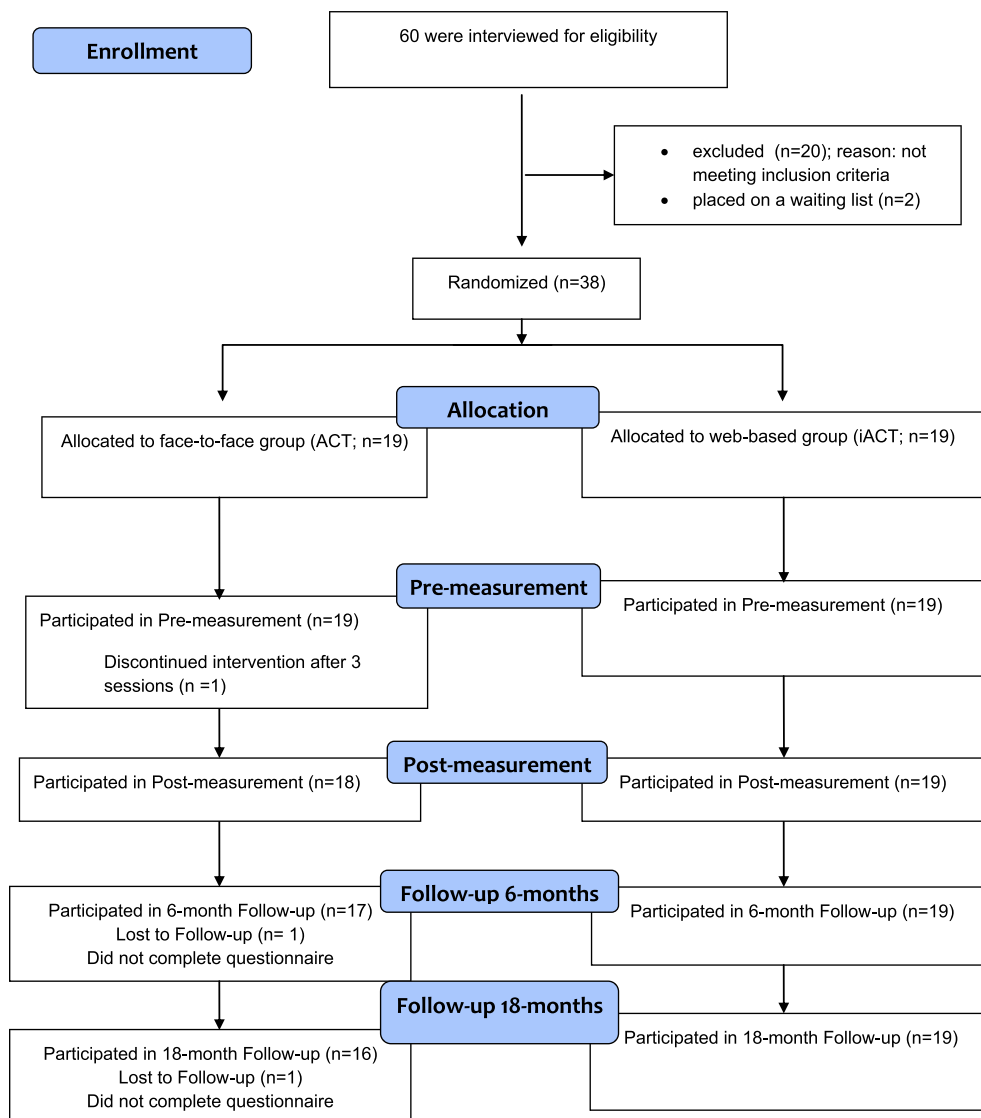 Enrollment
60 were interviewed for eligibility
• excluded (n=20); reason: not
meeting inclusion criteria
• placed on a waiting list (n=2)
Randomized (n=38)
Allocation
Allocated to face-to-face group (ACT; n=19)
Allocated to web-based group (iACT; n=19)
Pre-measurement
Participated in Pre-measurement (n=19)
Discontinued intervention after 3
sessions (n =1)
Participated in Pre-measurement (n=19)
Post-measurement
Participated in Post-measurement (n=18)
Participated in Post-measurement (n=19)
Follow-up 6-months
Participated in 6-month Follow-up (n=17)
Lost to Follow-up (n= 1)
Did not complete questionnaire
Participated in 6-month Follow-up (n=19)
Follow-up 18-months
Participated in 18-month Follow-up (n=16)
Lost to Follow-up (n=1)
Did not complete questionnaire
Participated in 18-month Follow-up (n=19)